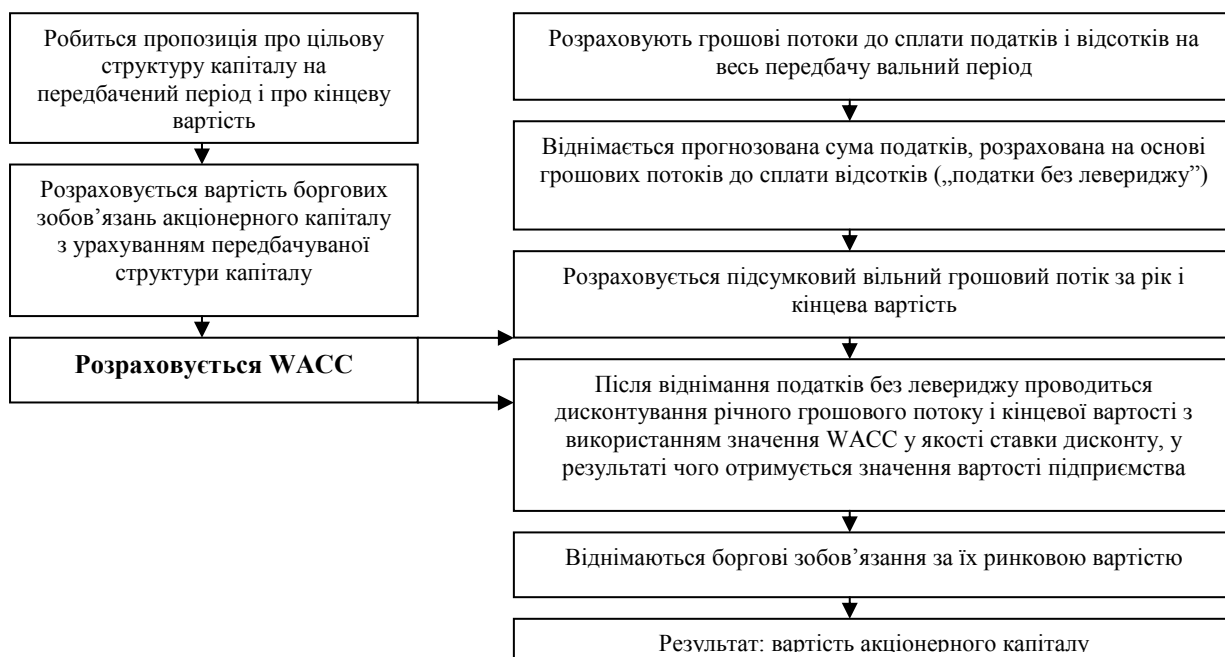 Робиться пропозиція про цільову
структуру капіталу на
передбачений період і про кінцеву
вартість
Розраховується вартість боргових
зобов’язань акціонерного капіталу
з урахуванням передбачуваної
структури капіталу
Розраховується WACC
Розраховують грошові потоки до сплати податків і відсотків на
весь передбачу вальний період
Віднімається прогнозована сума податків, розрахована на основі
грошових потоків до сплати відсотків („податки без левериджу”)
Розраховується підсумковий вільний грошовий потік за рік і
кінцева вартість
Після віднімання податків без левериджу проводиться
дисконтування річного грошового потоку і кінцевої вартості з
використанням значення WACC у якості ставки дисконту, у
результаті чого отримується значення вартості підприємства
Віднімаються боргові зобов’язання за їх ринковою вартістю
Результат: вартість акціонерного капіталу